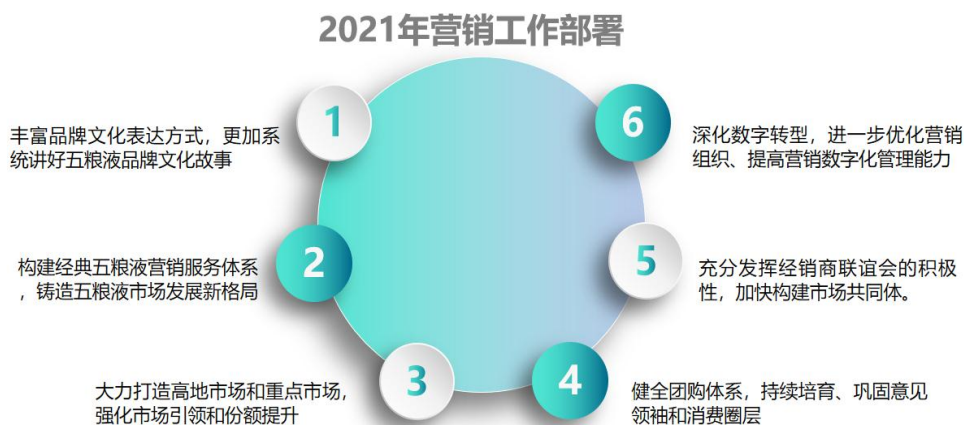 2021年营销工作部署
1
丰富品牌文化表达方式，更加系
统讲好五粮液品牌文化故事
2
构建经典五粮液营销服务体系
，铸造五粮液市场发展新格局
3
大力打造高地市场和重点市场，
强化市场引领和份额提升
4
健全团购体系，持续培育、巩固意见
领袖和消费圈层
5
充分发挥经销商联谊会的积极
性，加快构建市场共同体。
6
深化数字转型，进一步优化营销
组织、提高营销数字化管理能力